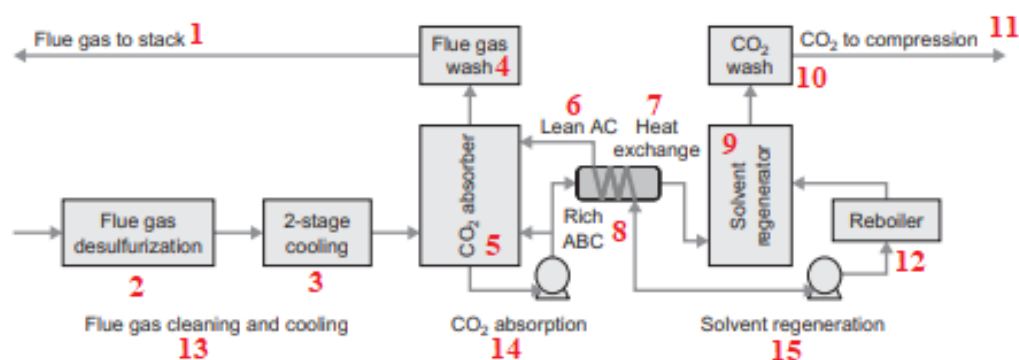 Flue gas to stack 1
Flue gas
wash 4
CO₂
wash
10
CO₂ to compression
11
6
Lean AC
7
Heat
exchange
CO₂ absorber
5
9
Solvent
regenerator
Flue gas
desulfurization
2
2-stage
cooling
3
Rich
ABC
8
Reboiler
12
Flue gas cleaning and cooling
13
CO₂ absorption
14
Solvent regeneration
15